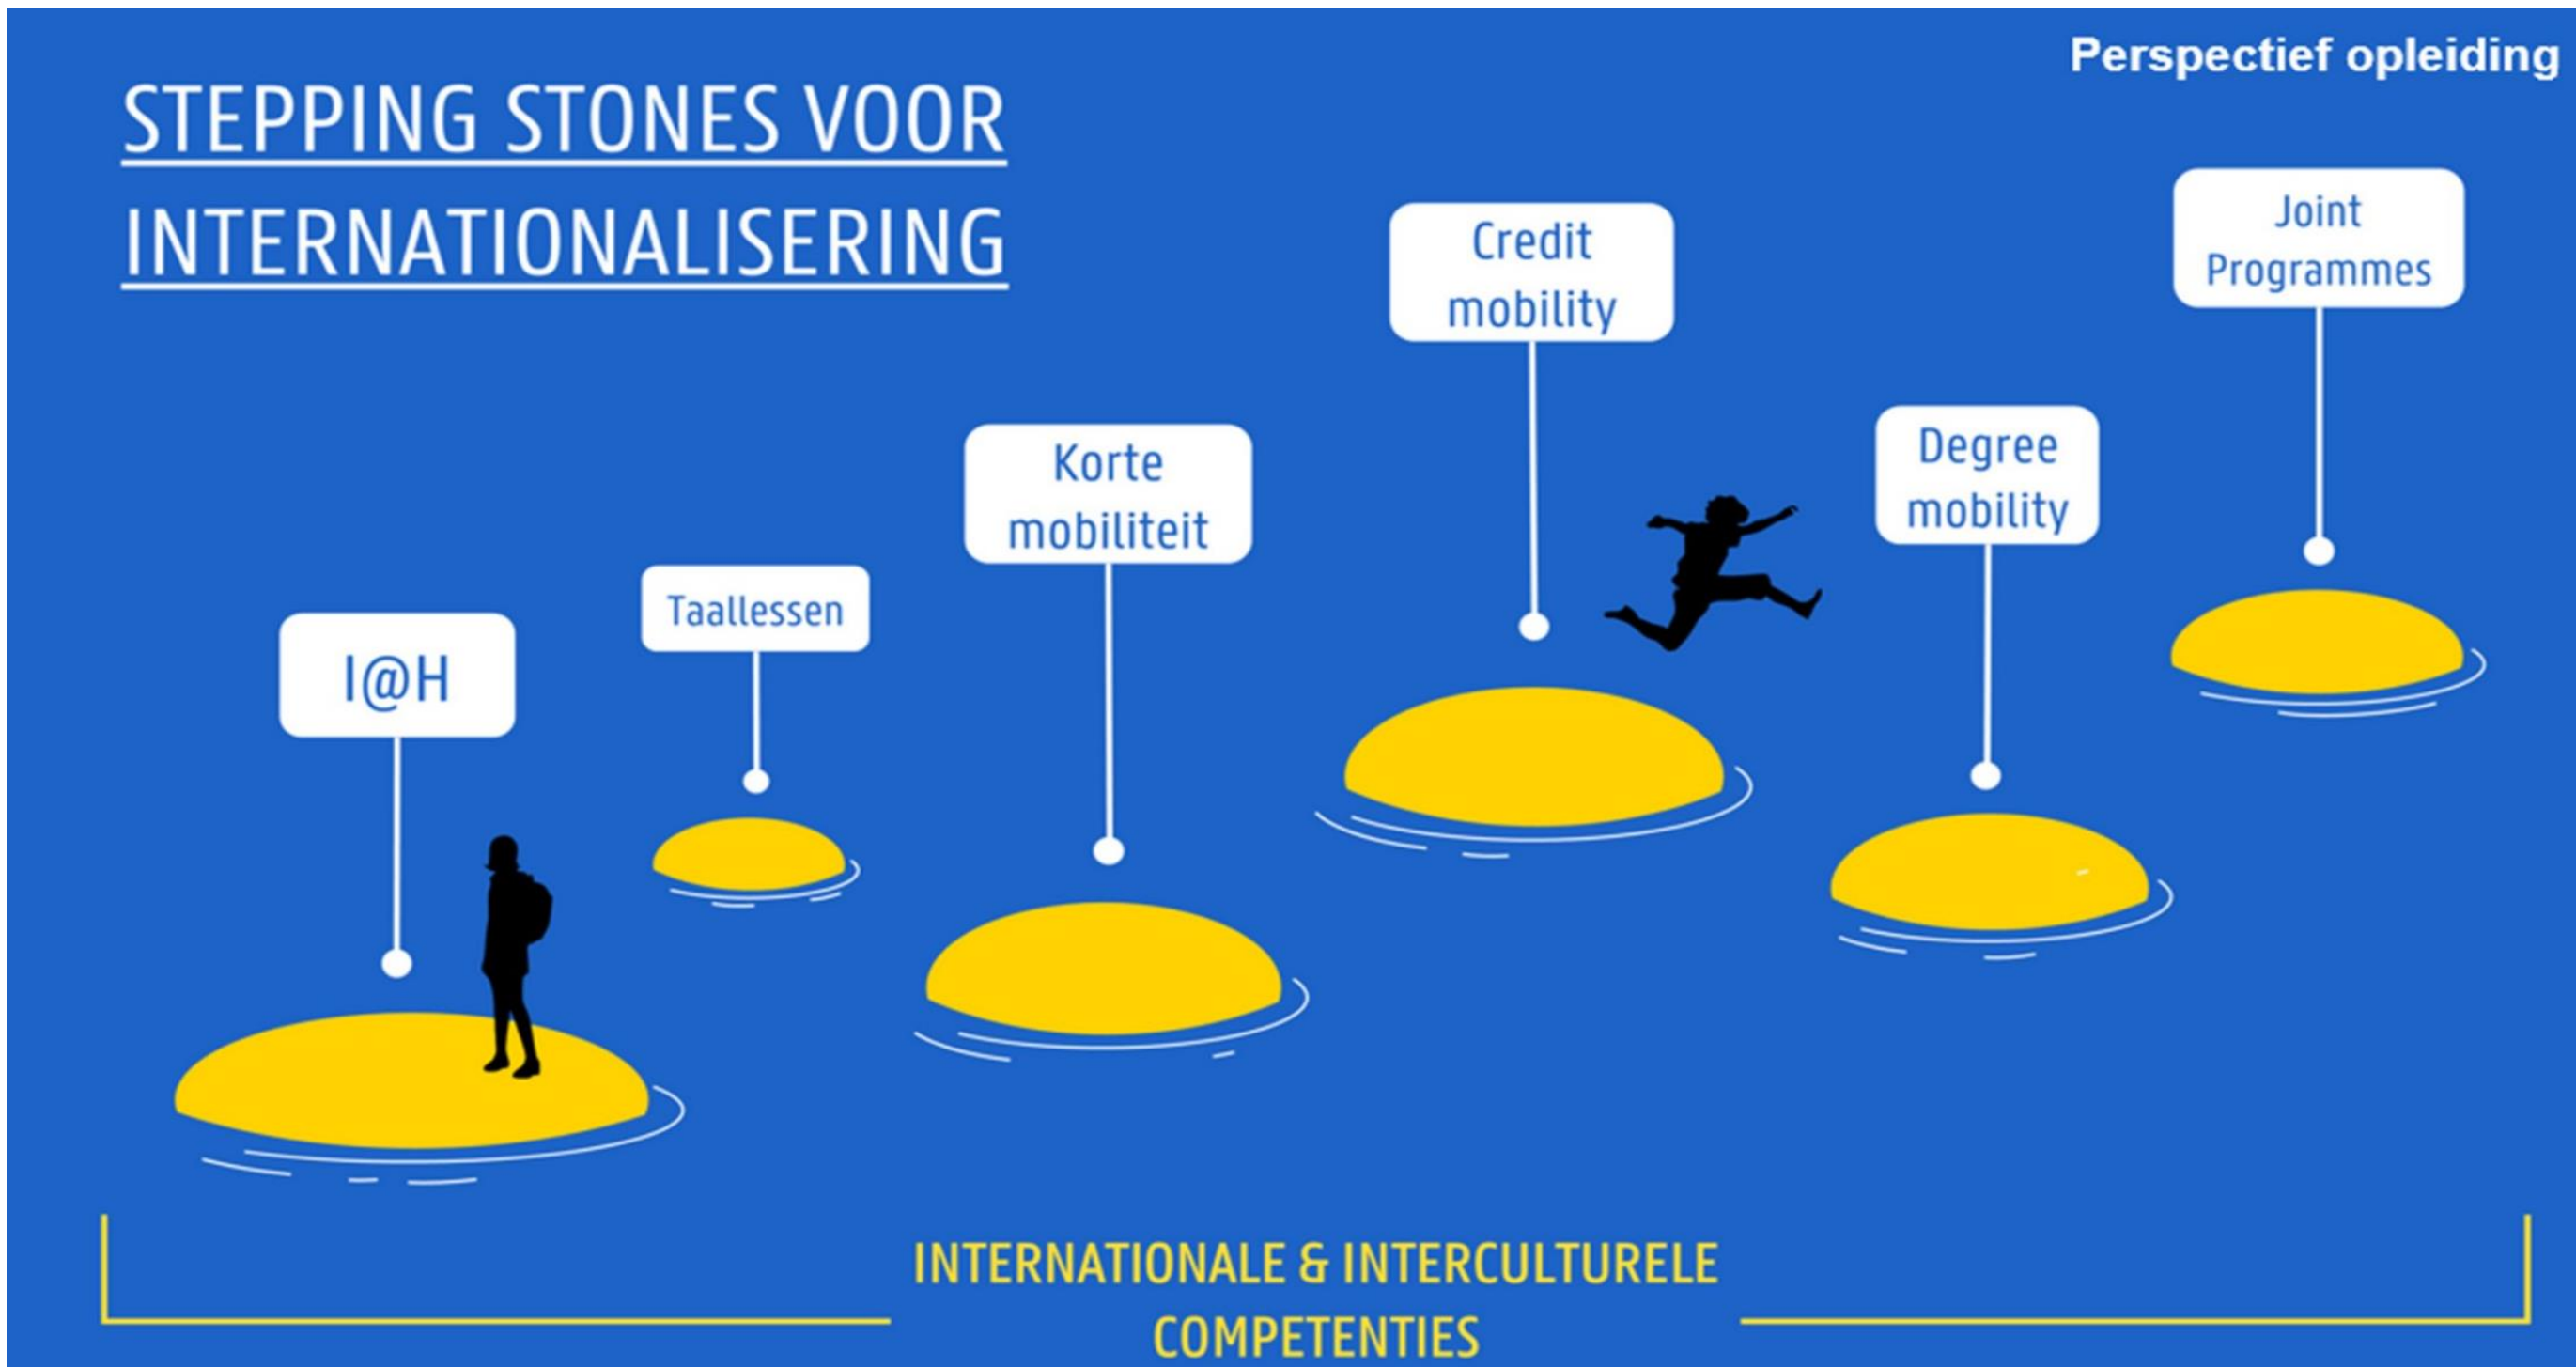 Perspectief opleiding
STEPPING STONES VOOR
INTERNATIONALISERING
I@H
Taallessen
Korte
mobiliteit
Credit
mobility
Degree
mobility
Joint
Programmes
INTERNATIONALE & INTERCULTURELE
COMPETENTIES